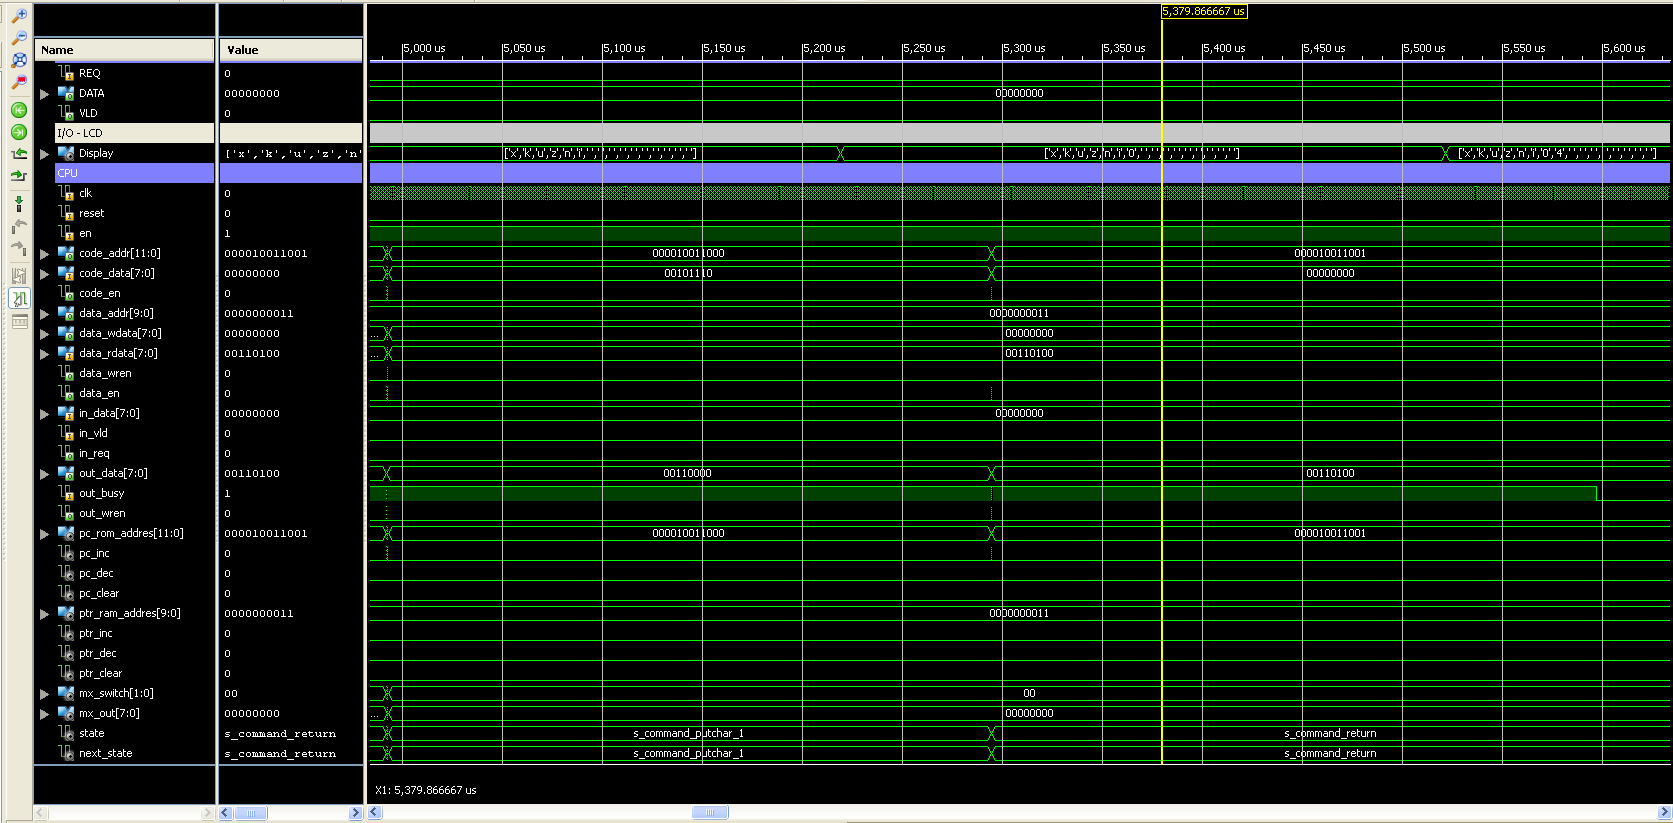 5,379.866667 us
Name Value 5,000 us 5,050 us 5,100 us 5,150 us 5,200 us 5,250 us 5,300 us 5,350 us 5,400 us 5,450 us 5,500 us 5,550 us 5,600 us
REQ 0
DATA 00000000 00000000
VLD 0
I/O - LCD
Display ['x','k','u','z','n' ['x','k,'u,'z,'n,'i,' ',' ',' ',' ',' ',' ',' ',' ',' '] ['x,'k,'u,'z,'n,'i,'0',' ',' ',' ',' ',' ',' ',' ',' '] ['x,'k,'u,'z,'n,'i,'0','4',' ',' ',' ',' ',' ',' ',' ']
CPU
clk 0
reset 0
en 1
code_addr[11:0] 000010011001 000010011000 000010011001
code_data[7:0] 00000000 00101110 00000000
code_en 0
data_addr[9:0] 0000000011 0000000011
data_wdata[7:0] 00000000 ... 00000000
data_rdata[7:0] 00110100 ... 00110100
data_wren 0
data_en 0
in_data[7:0] 00000000 00000000
in_vld 0
in_req 0
out_data[7:0] 00110100 00110000 00110100
out_busy 1
out_wren 0
pc_rom_addres[11:0] 000010011001 000010011000 000010011001
pc_inc 0
pc_dec 0
pc_clear 0
ptr_ram_addres[9:0] 0000000011 0000000011
ptr_inc 0
ptr_dec 0
ptr_clear 0
mx_switch[1:0] 00 00
mx_out[7:0] 00000000 ... 00000000
state s_command_return s_command_putchar_1 s_command_return
next_state s_command_return s_command_putchar_1 s_command_return
X1: 5,379.866667 us